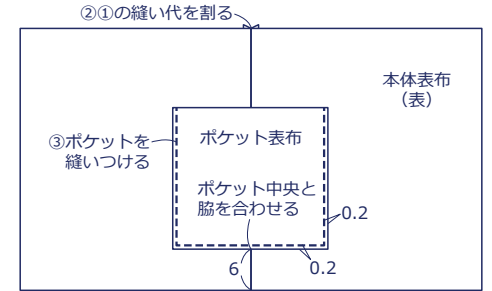 ②①の縫い代を割る
本体表布
（表）
③ポケットを
縫いつける
ポケット表布
ポケット中央と
脇を合わせる
0.2
6
0.2